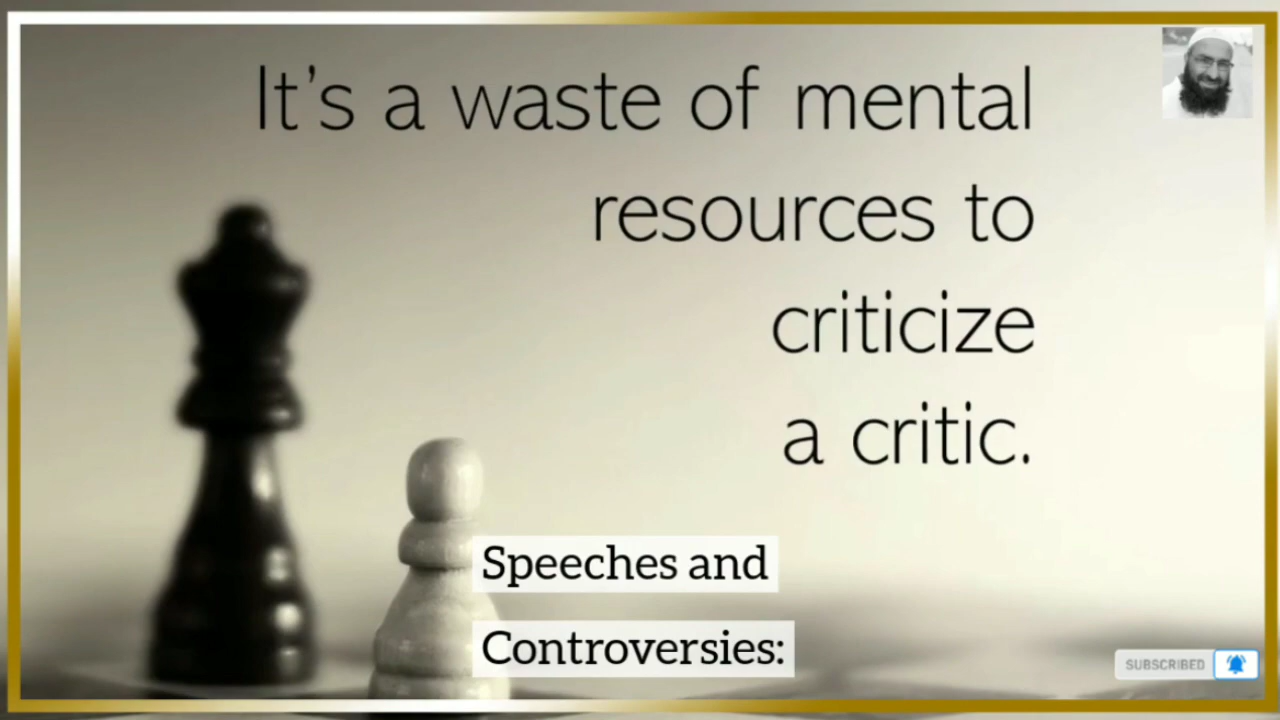 It's a waste of mental
resources to
criticize
a critic.
Speeches and
Controversies:
SUBSCRIBED